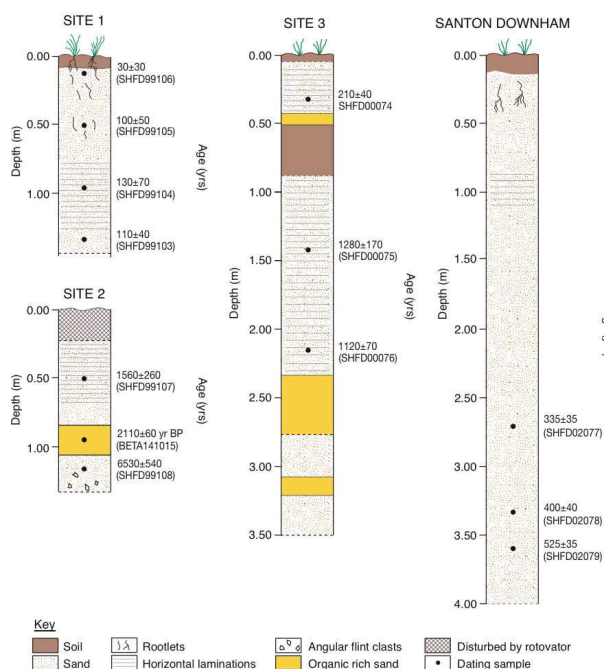 SITE 1
0.00
0.50
1.00
Depth (m)
30±30
(SHFD99106)
100±50
(SHFD99105)
130±70
(SHFD99104)
110±40
(SHFD99103)
Age (yrs)
SITE 2
0.00
0.50
1.00
Depth (m)
1560±260
(SHFD99107)
2110±60 yr BP
(BETA141015)
6530±540
(SHFD99108)
Age (yrs)
SITE 3
0.00
0.50
1.00
1.50
2.00
2.50
3.00
3.50
Depth (m)
210±40
SHFD00074
1280±170
(SHFD00075)
1120±70
(SHFD00076)
Age (yrs)
SANTON DOWNHAM
0.00
0.50
1.00
1.50
2.00
2.50
3.00
3.50
4.00
Depth (m)
335±35
(SHFD02077)
400±40
(SHFD02078)
525±35
(SHFD02079)
Key
Soil
Rootlets
Angular flint clasts
Disturbed by rotovator
Sand
Horizontal laminations
Organic rich sand
Dating sample